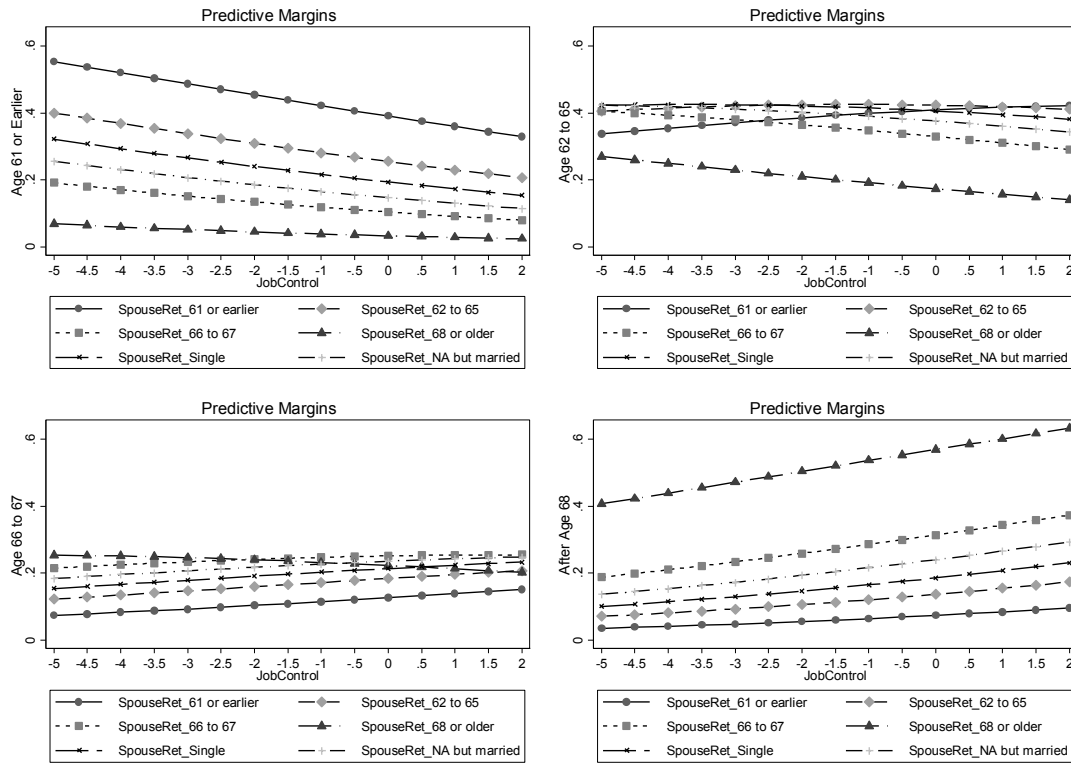 Predictive Margins
Age 61 or Earlier
0 .2 .4 .6
-5 -4.5 -4 -3.5 -3 -2.5 -2 -1.5 -1 -.5 0 .5 1 1.5 2
JobControl
SpouseRet_61 or earlier SpouseRet_62 to 65
SpouseRet_66 to 67 SpouseRet_68 or older
SpouseRet_Single SpouseRet_NA but married
Predictive Margins
Age 62 to 65
0 .2 .4 .6
-5 -4.5 -4 -3.5 -3 -2.5 -2 -1.5 -1 -.5 0 .5 1 1.5 2
JobControl
SpouseRet_61 or earlier SpouseRet_62 to 65
SpouseRet_66 to 67 SpouseRet_68 or older
SpouseRet_Single SpouseRet_NA but married
Predictive Margins
Age 66 to 67
0 .2 .4 .6
-5 -4.5 -4 -3.5 -3 -2.5 -2 -1.5 -1 -.5 0 .5 1 1.5 2
JobControl
SpouseRet_61 or earlier SpouseRet_62 to 65
SpouseRet_66 to 67 SpouseRet_68 or older
SpouseRet_Single SpouseRet_NA but married
Predictive Margins
After Age 68
0 .2 .4 .6
-5 -4.5 -4 -3.5 -3 -2.5 -2 -1.5 -1 -.5 0 .5 1 1.5 2
JobControl
SpouseRet_61 or earlier SpouseRet_62 to 65
SpouseRet_66 to 67 SpouseRet_68 or older
SpouseRet_Single SpouseRet_NA but married